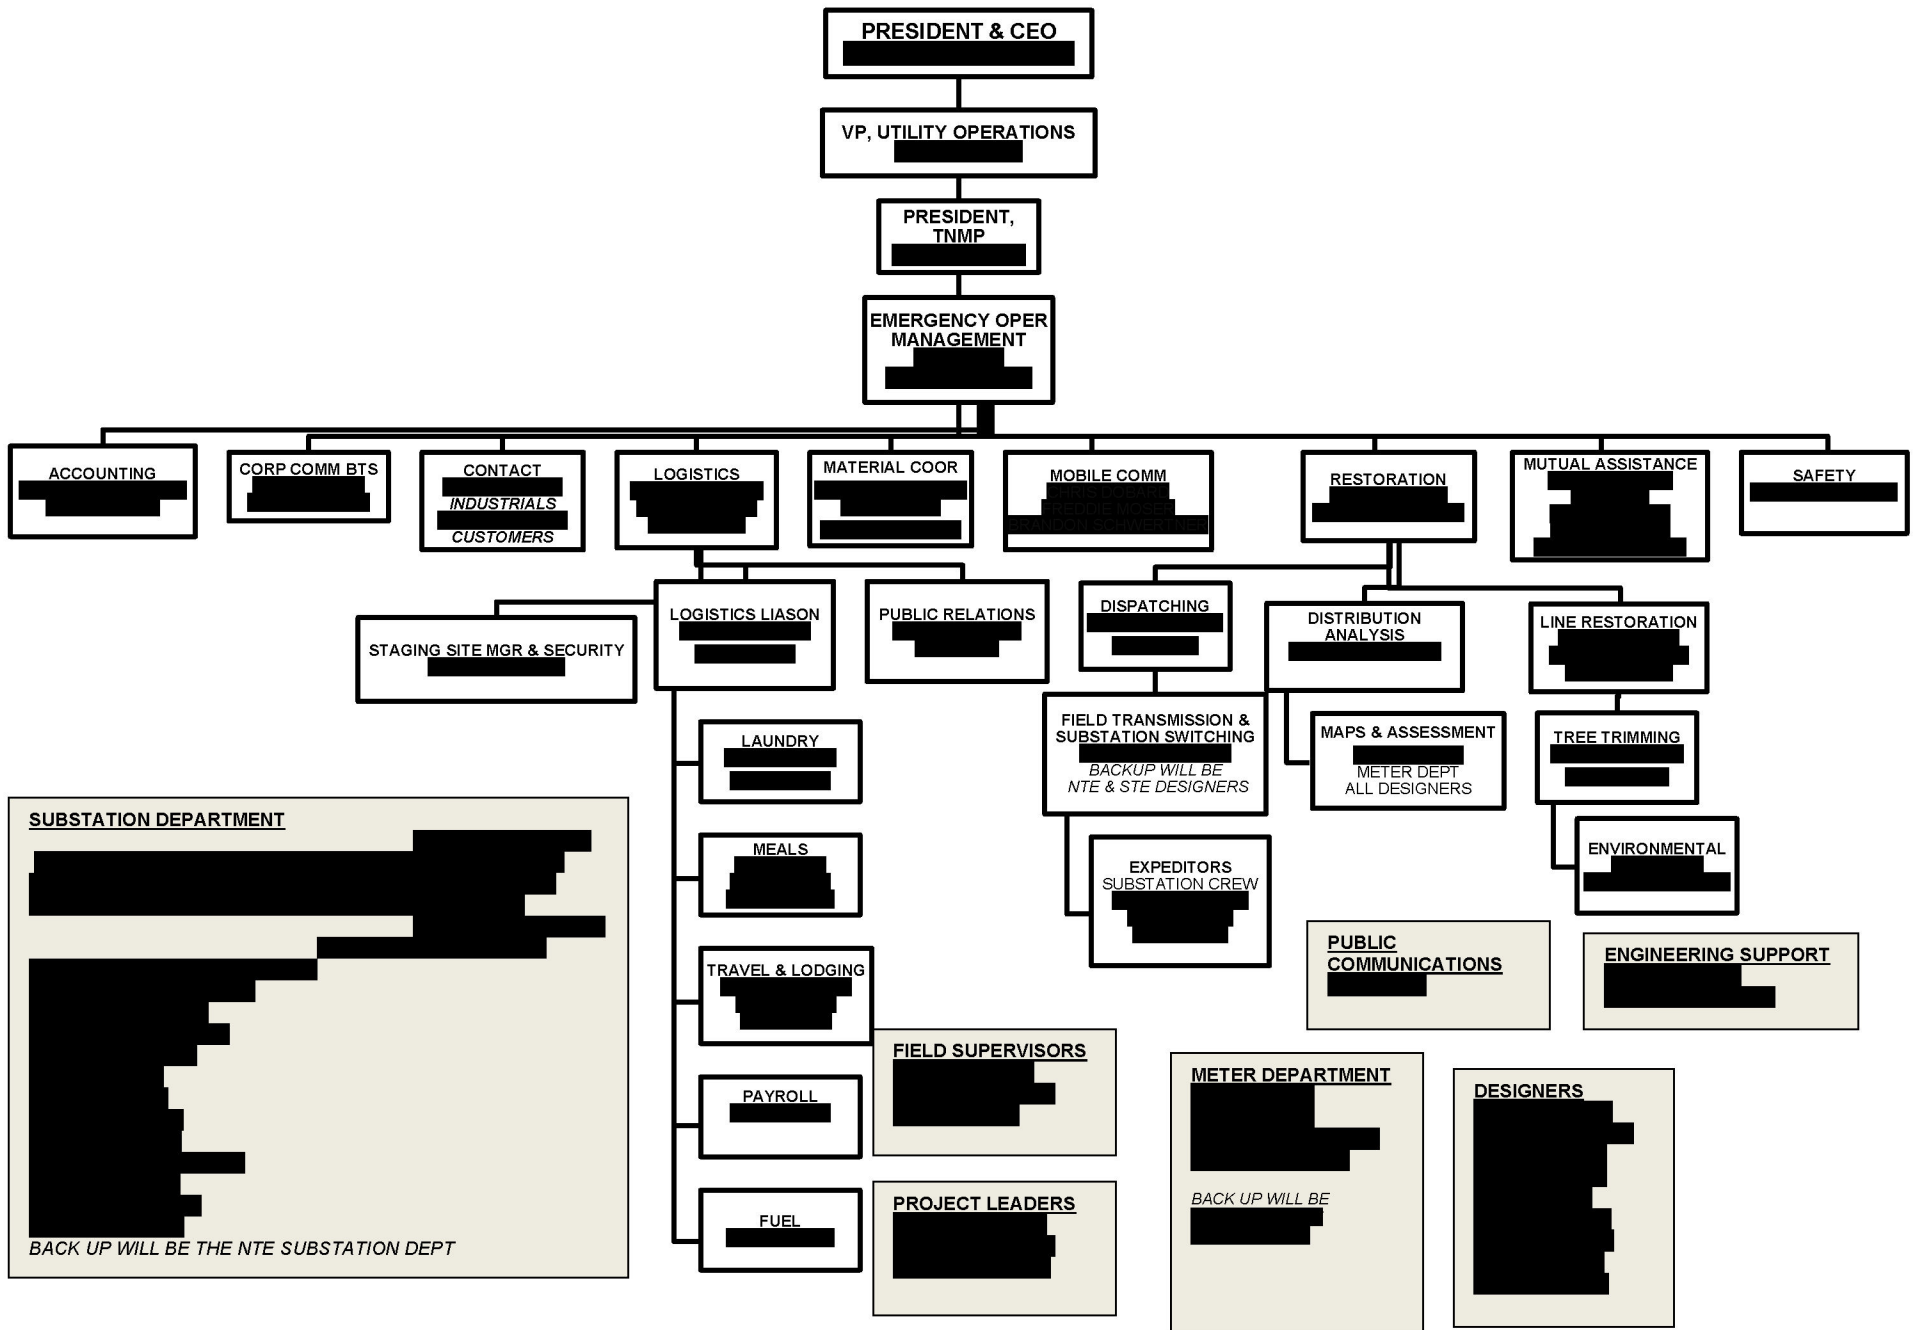 PRESIDENT & CEO
VP, UTILITY OPERATIONS
PRESIDENT,
TNMP
EMERGENCY OPER
MANAGEMENT
ACCOUNTING
CORP COMM BTS
CONTACT
INDUSTRIALS
CUSTOMERS
LOGISTICS
MATERIAL COOR
MOBILE COMM
RESTORATION
MUTUAL ASSISTANCE
SAFETY
STAGING SITE MGR & SECURITY
LOGISTICS LIASON
PUBLIC RELATIONS
DISPATCHING
DISTRIBUTION
ANALYSIS
LINE RESTORATION
LAUNDRY
MEALS
TRAVEL & LODGING
PAYROLL
FUEL
FIELD TRANSMISSION &
SUBSTATION SWITCHING
BACKUP WILL BE
NTE & STE DESIGNERS
MAPS & ASSESSMENT
METER DEPT
ALL DESIGNERS
TREE TRIMMING
EXPEDITORS
SUBSTATION CREW
ENVIRONMENTAL
SUBSTATION DEPARTMENT
BACK UP WILL BE THE NTE SUBSTATION DEPT
FIELD SUPERVISORS
PROJECT LEADERS
PUBLIC
COMMUNICATIONS
ENGINEERING SUPPORT
METER DEPARTMENT
BACK UP WILL BE
DESIGNERS